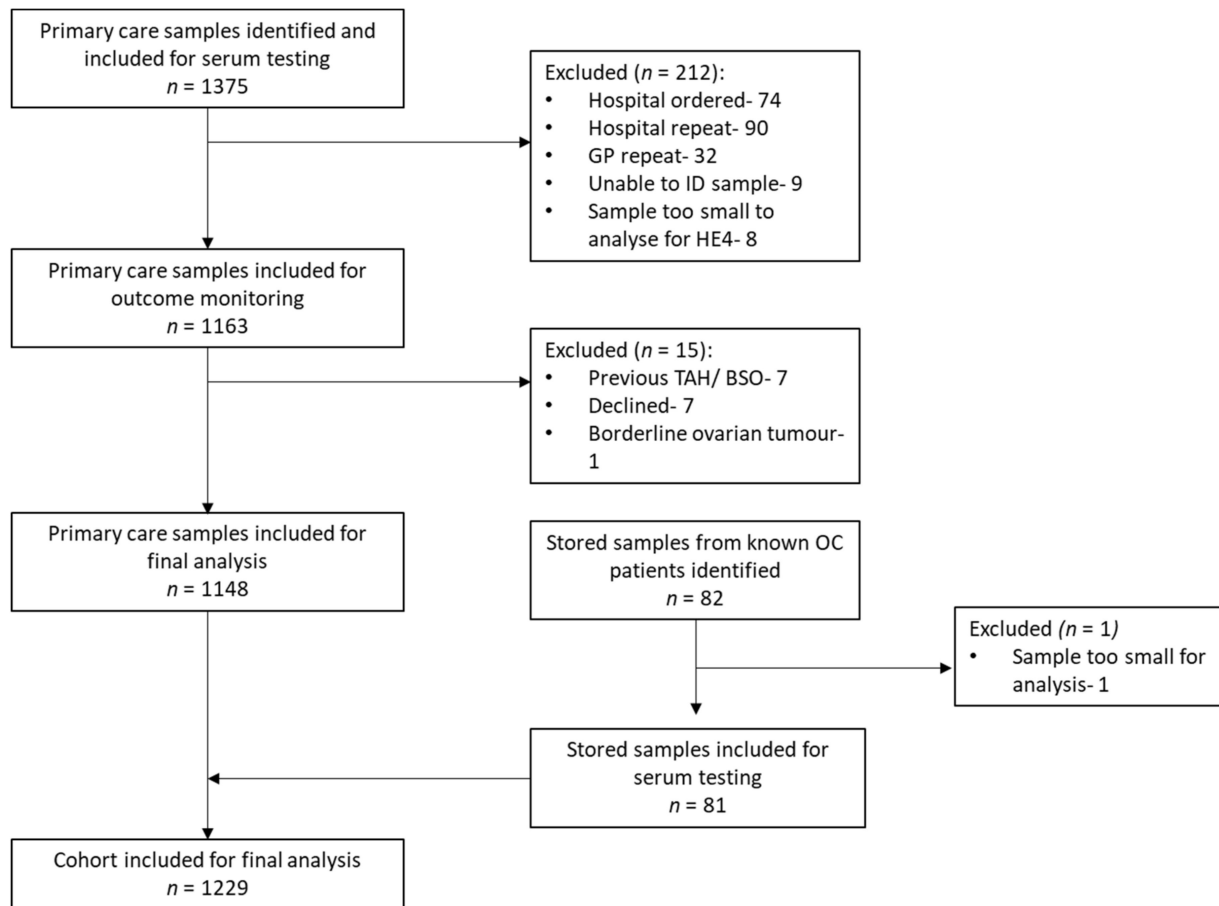 Primary care samples identified and
included for serum testing
n = 1375
Excluded (n = 212):
• Hospital ordered- 74
• Hospital repeat- 90
• GP repeat- 32
• Unable to ID sample- 9
• Sample too small to
analyse for HE4- 8
Primary care samples included for
outcome monitoring
n = 1163
Excluded (n = 15):
• Previous TAH/ BSO- 7
• Declined- 7
• Borderline ovarian tumour-
1
Primary care samples included for
final analysis
n = 1148
Stored samples from known OC
patients identified
n = 82
Excluded (n = 1)
• Sample too small for
analysis- 1
Stored samples included for
serum testing
n = 81
Cohort included for final analysis
n = 1229